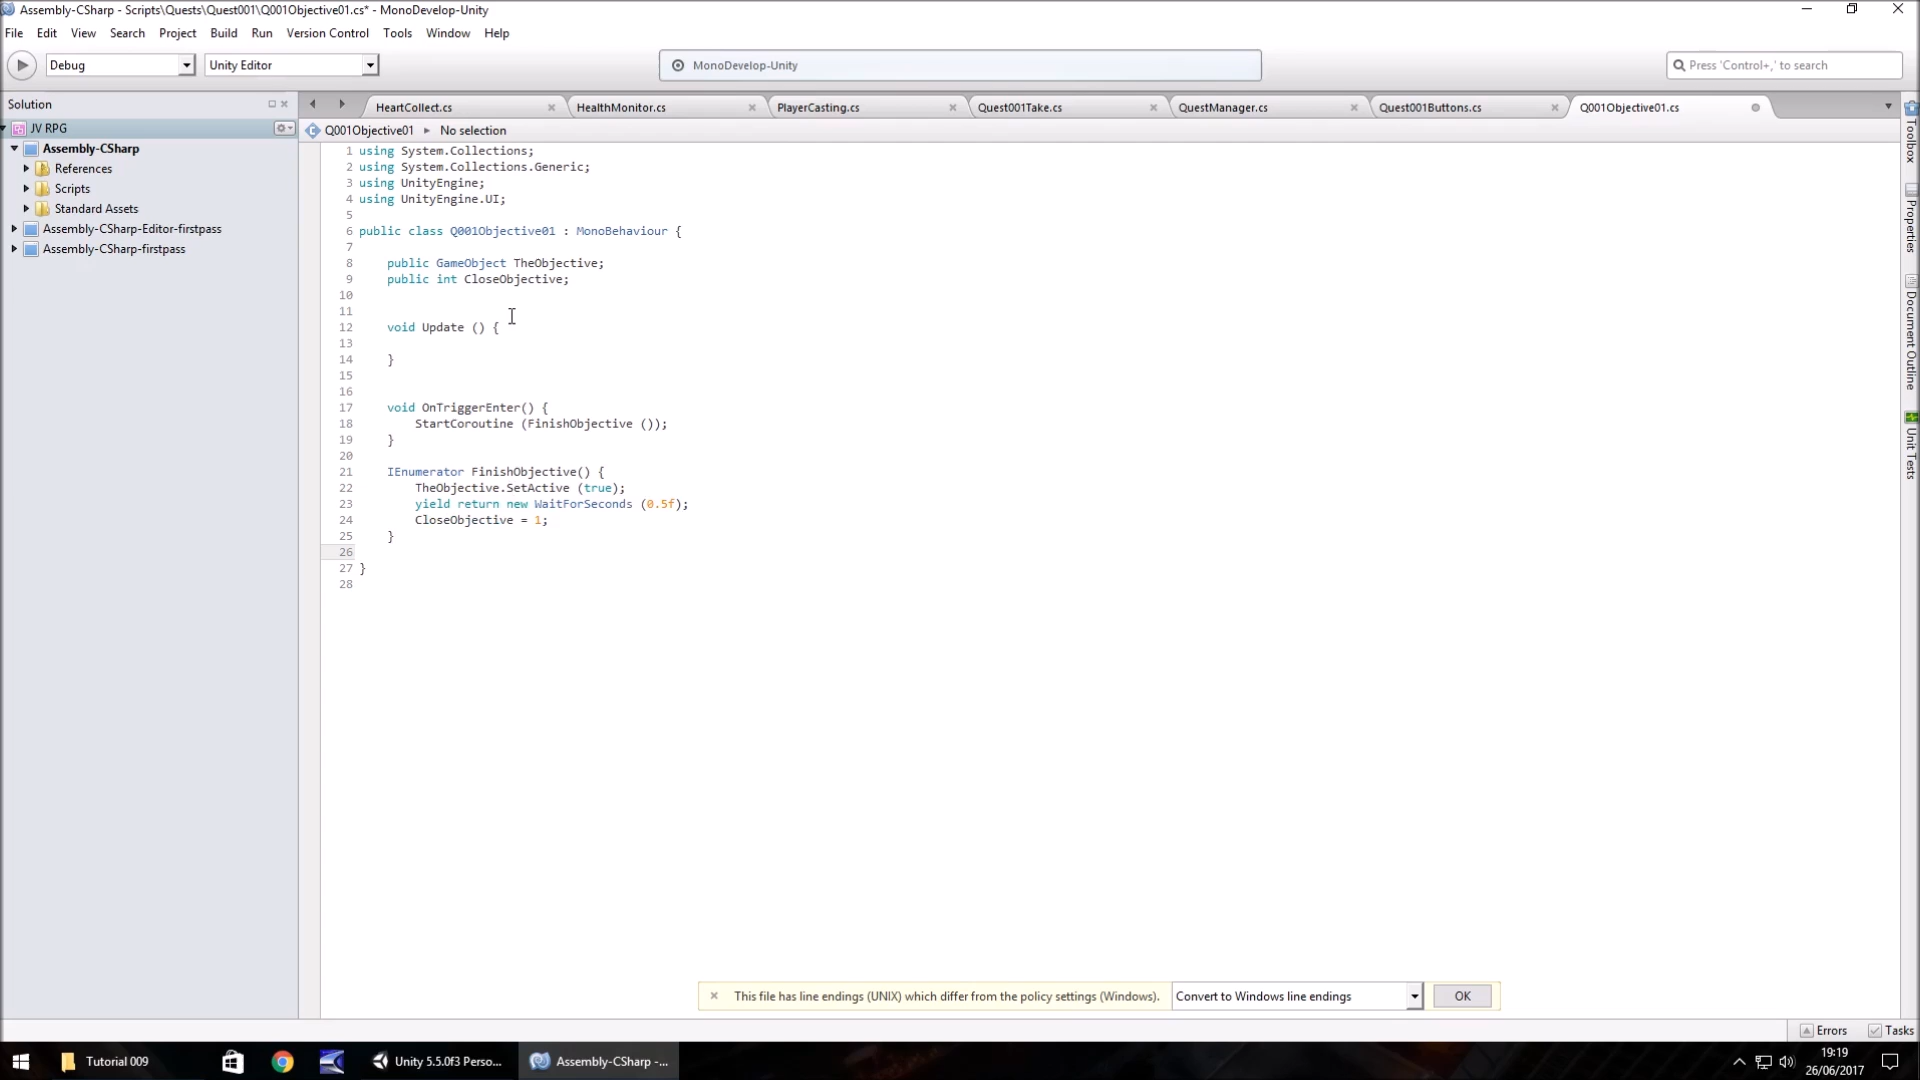 Assembly-CSharp - Scripts\Quests\Quest001\Q001Objective01.cs* - MonoDevelop-Unity
File Edit View Search Project Build Run Version Control Tools Window Help
Debug Unity Editor MonoDevelop-Unity Press 'Control+,' to search
Solution
JV RPG
Assembly-CSharp
References
Scripts
Standard Assets
Assembly-CSharp-Editor-firstpass
Assembly-CSharp-firstpass
HeartCollect.cs HealthMonitor.cs PlayerCasting.cs Quest001Take.cs QuestManager.cs Quest001Buttons.cs Q001Objective01.cs
Q001Objective01 No selection
1 using System.Collections;
2 using System.Collections.Generic;
3 using UnityEngine;
4 using UnityEngine.UI;
5
6 public class Q001Objective01 : MonoBehaviour {
7
8 public GameObject TheObjective;
9 public int CloseObjective;
10
11
12 void Update () {
13
14 }
15
16
17 void OnTriggerEnter() {
18 StartCoroutine (FinishObjective ());
19 }
20
21 IEnumerator FinishObjective() {
22 TheObjective.SetActive (true);
23 yield return new WaitForSeconds (0.5f);
24 CloseObjective = 1;
25 }
26
27 }
28
Toolbox
Properties
Document Outline
Unit Tests
This file has line endings (UNIX) which differ from the policy settings (Windows). Convert to Windows line endings OK
Errors Tasks
Tutorial 009 Unity 5.5.0f3 Perso... Assembly-CSharp -...
19:19
26/06/2017